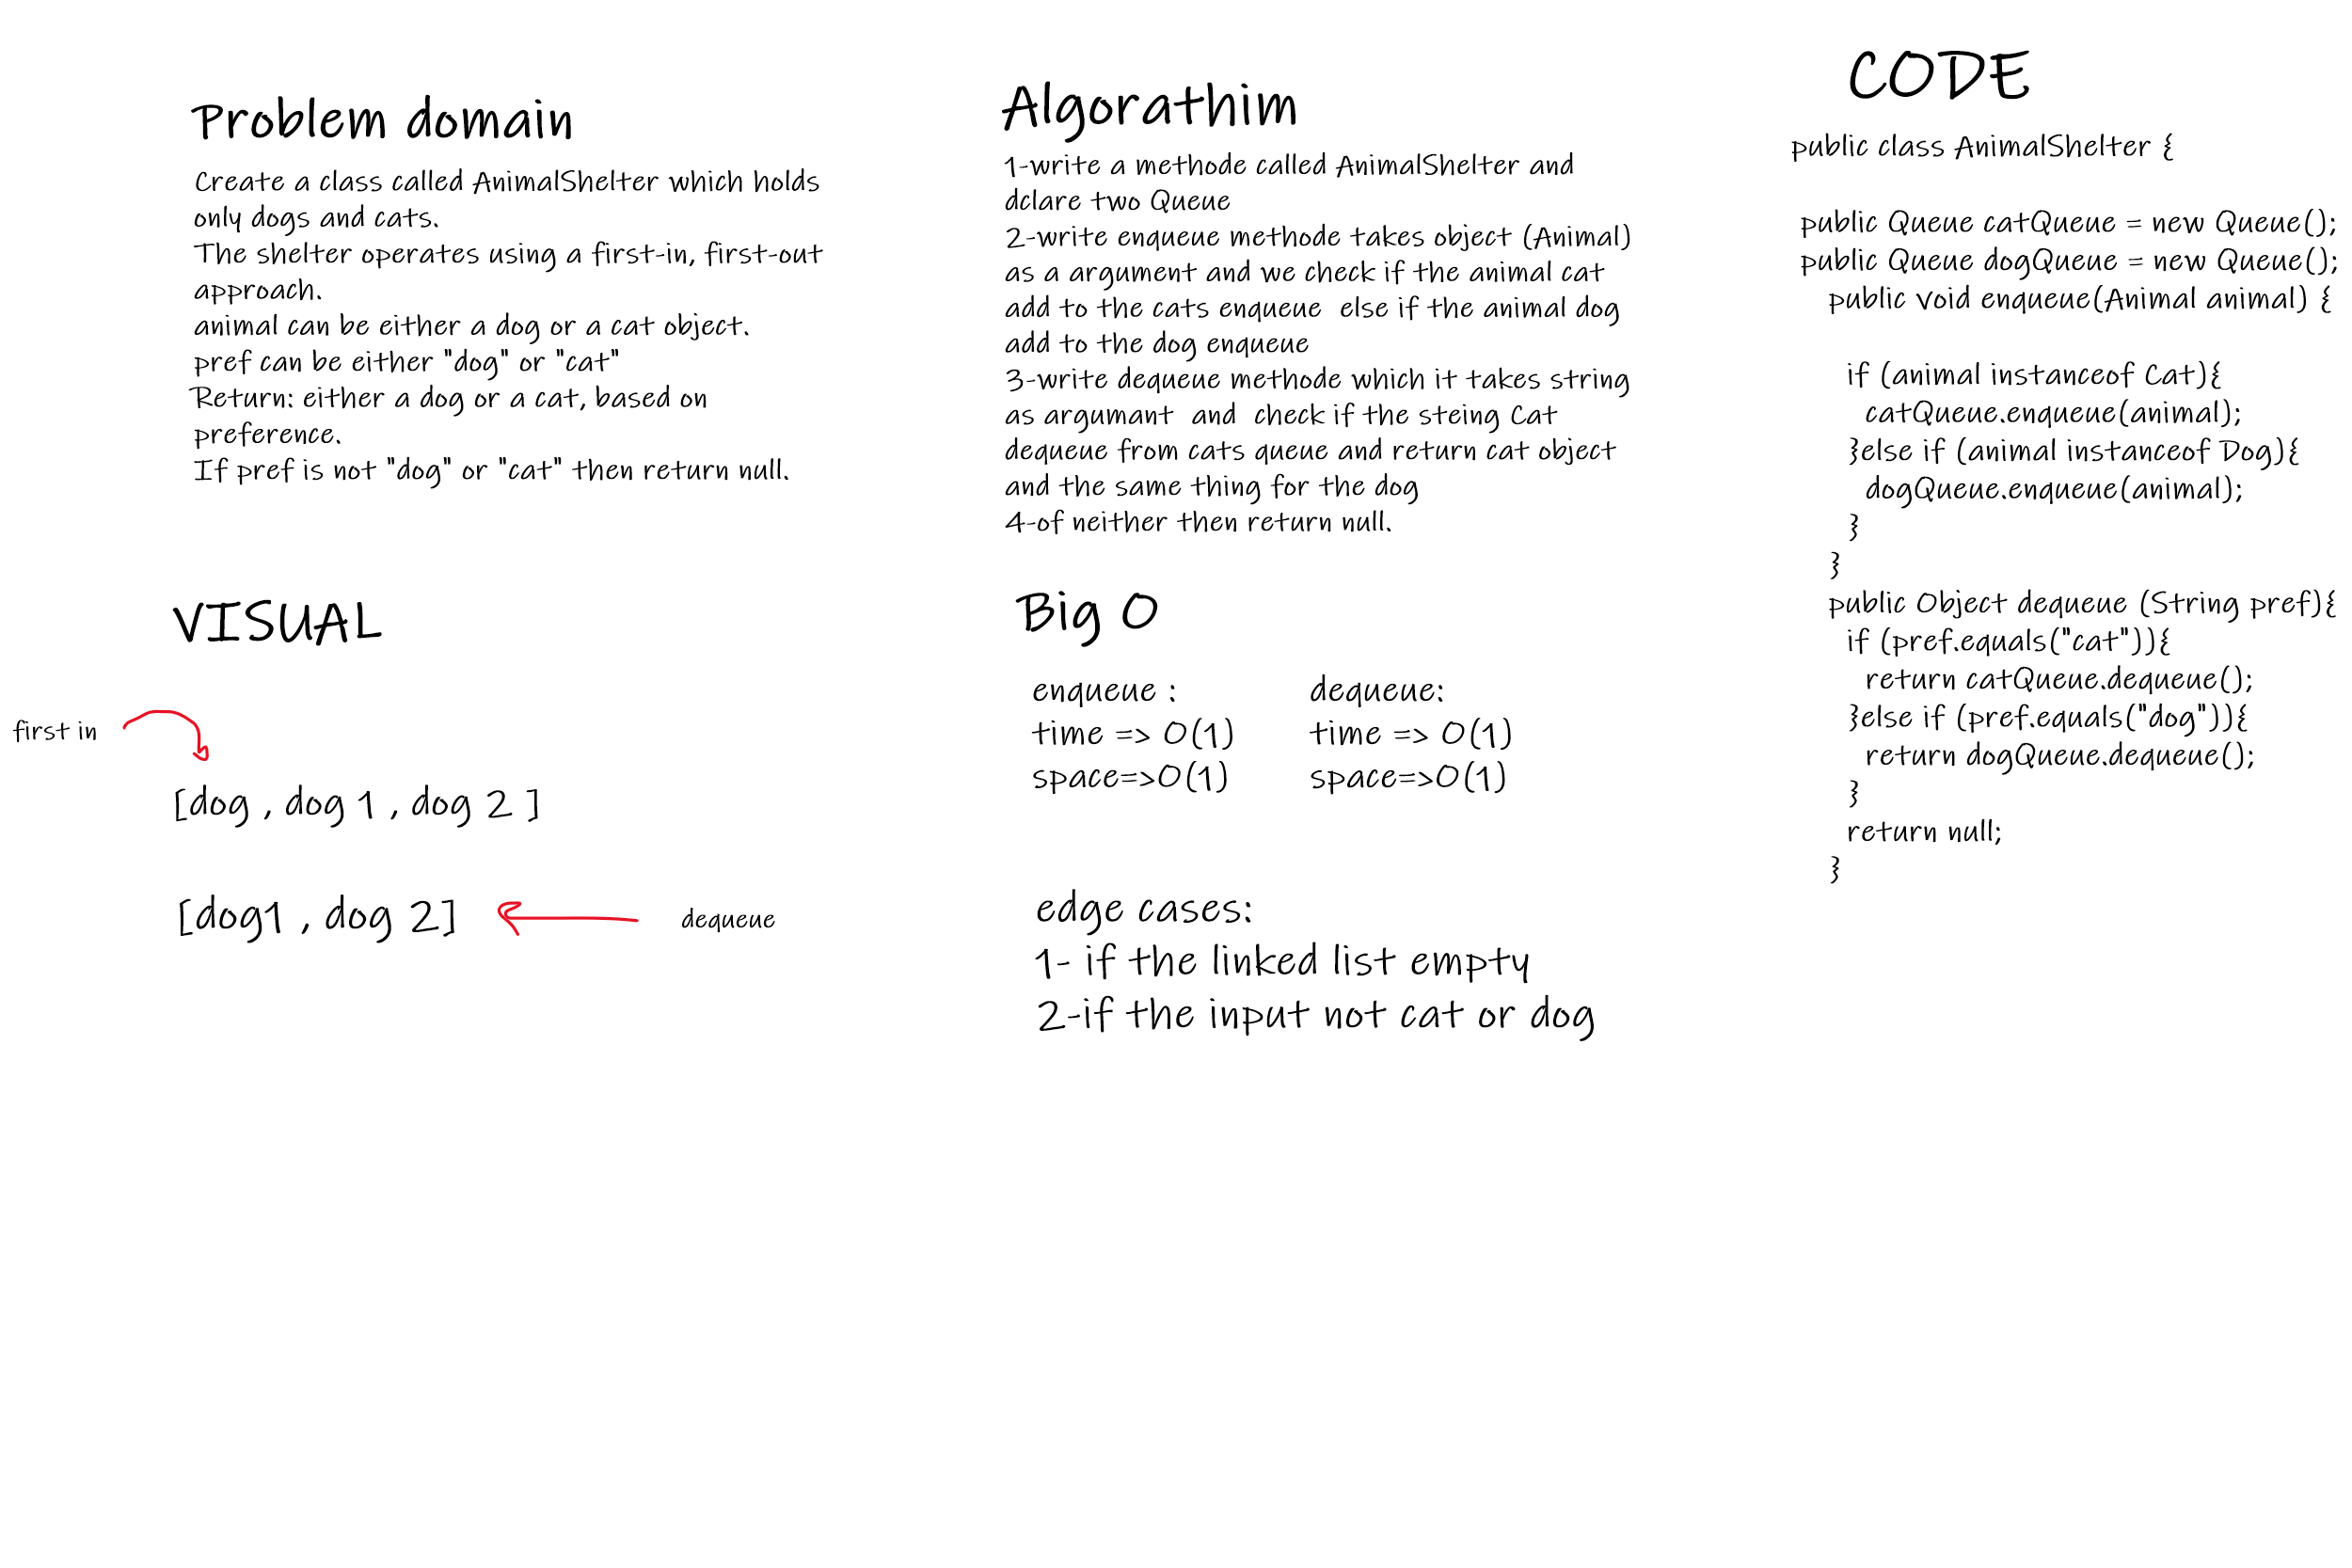 Problem domain
Create a class called AnimalShelter which holds
only dogs and cats.
The shelter operates using a first-in, first-out
approach.
animal can be either a dog or a cat object.
pref can be either "dog" or "cat"
Return: either a dog or a cat, based on
preference.
If pref is not "dog" or "cat" then return null.
VISUAL
first in
[dog , dog 1 , dog 2 ]
[dog1 , dog 2]
dequeue
Algorathim
1-write a methode called AnimalShelter and
dclare two Queue
2-write enqueue methode takes object (Animal)
as a argument and we check if the animal cat
add to the cats enqueue  else if the animal dog
add to the dog enqueue
3-write dequeue methode which it takes string
as argumant  and  check if the steing Cat
dequeue from cats queue and return cat object
and the same thing for the dog
4-of neither then return null.
Big O
enqueue :
time => O(1)
space=>O(1)
dequeue:
time => O(1)
space=>O(1)
edge cases:
1- if the linked list empty
2-if the input not cat or dog
CODE
public class AnimalShelter {
public Queue catQueue = new Queue();
public Queue dogQueue = new Queue();
public void enqueue(Animal animal) {
if (animal instanceof Cat){
catQueue.enqueue(animal);
}else if (animal instanceof Dog){
dogQueue.enqueue(animal);
}
}
public Object dequeue (String pref){
if (pref.equals("cat")){
return catQueue.dequeue();
}else if (pref.equals("dog")){
return dogQueue.dequeue();
}
return null;
}